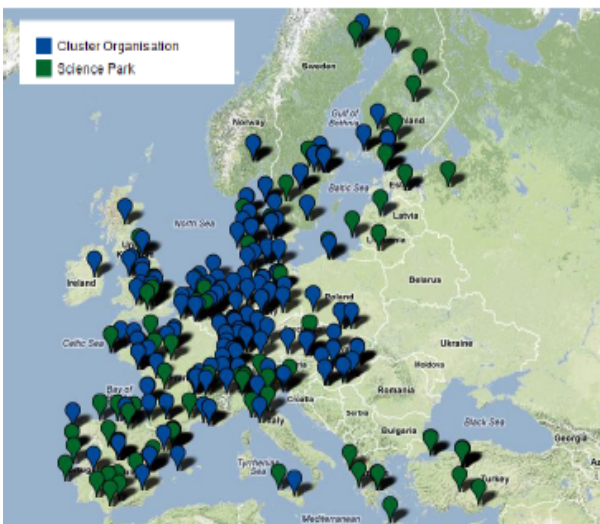 Cluster Organisation
Science Park
Sweden
Gulf of
Bothnia
Norway
Baltic Sea
Latvia
North Sea
Ireland
Belarus
Poland
Celtic Sea
Ukraine
Moldova
Romania
Bay of
Croatia
Serbia
Bulgaria
Black Sea
Georgia
Italy
Tyrrhenian
Sea
Turkey
Mediterranean